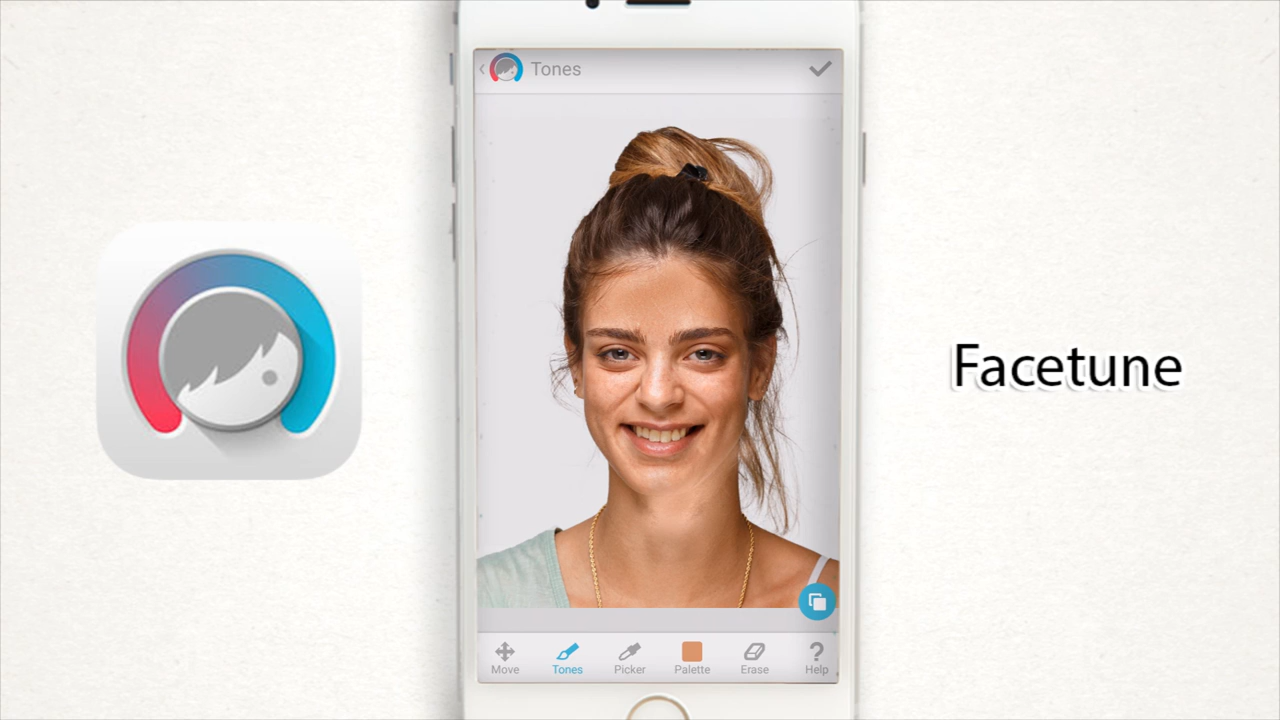 Tones
Facetune
Move
Tones
Picker
Palette
Erase
Help